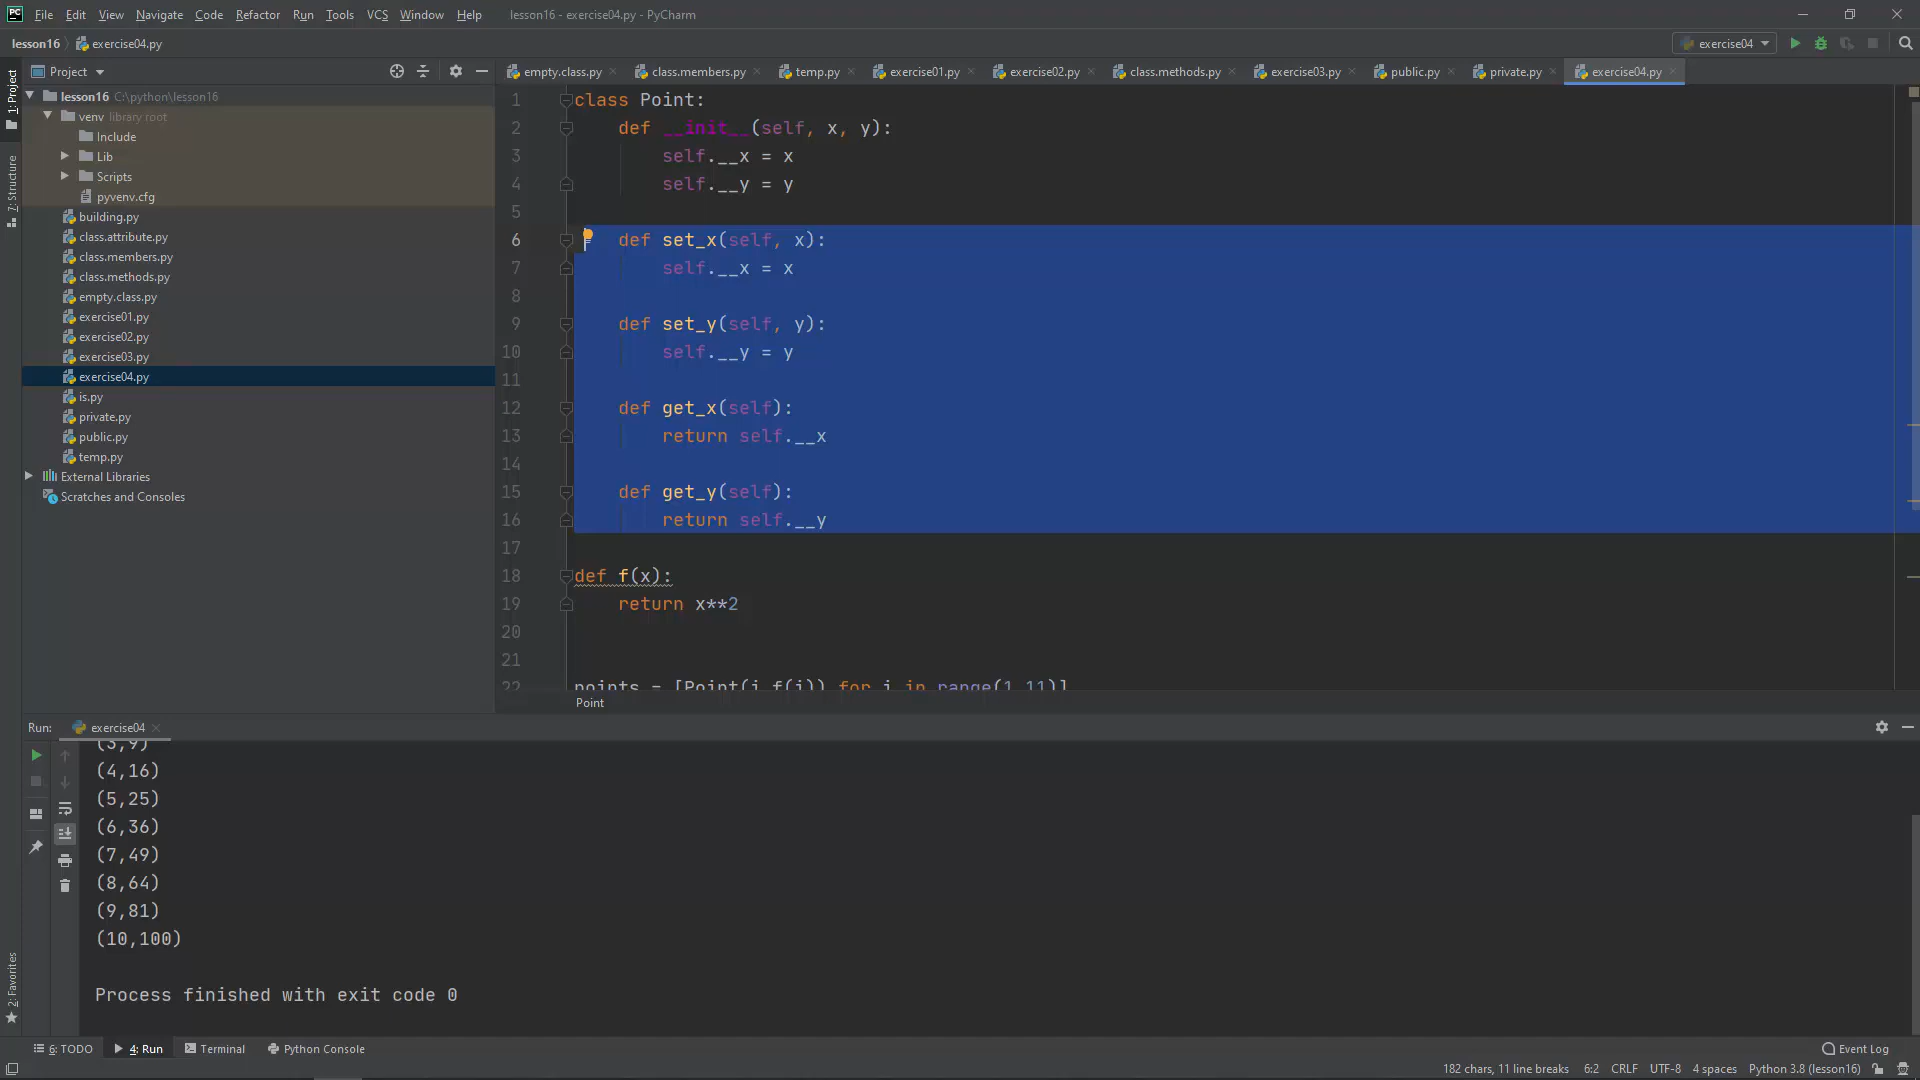 PC File Edit View Navigate Code Refactor Run Tools VCS Window Help lesson16 - exercise04.py - PyCharm
lesson16 exercise04.py exercise04
Project empty.class.py class.members.py temp.py exercise01.py exercise02.py class.methods.py exercise03.py public.py private.py exercise04.py
1: Project
7: Structure
2: Favorites
lesson16 C:\python\lesson16
venv library root
Include
Lib
Scripts
pyvenv.cfg
building.py
class.attribute.py
class.members.py
class.methods.py
empty.class.py
exercise01.py
exercise02.py
exercise03.py
exercise04.py
is.py
private.py
public.py
temp.py
External Libraries
Scratches and Consoles
1 class Point:
2 def __init__(self, x, y):
3 self.__x = x
4 self.__y = y
5
6 def set_x(self, x):
7 self.__x = x
8
9 def set_y(self, y):
10 self.__y = y
11
12 def get_x(self):
13 return self.__x
14
15 def get_y(self):
16 return self.__y
17
18 def f(x):
19 return x**2
20
21
22 points = [Point(i,f(i)) for i in range(1,11)]
Point
Run: exercise04
(3,9)
(4,16)
(5,25)
(6,36)
(7,49)
(8,64)
(9,81)
(10,100)
Process finished with exit code 0
6: TODO 4: Run Terminal Python Console Event Log
182 chars, 11 line breaks 6:2 CRLF UTF-8 4 spaces Python 3.8 (lesson16)